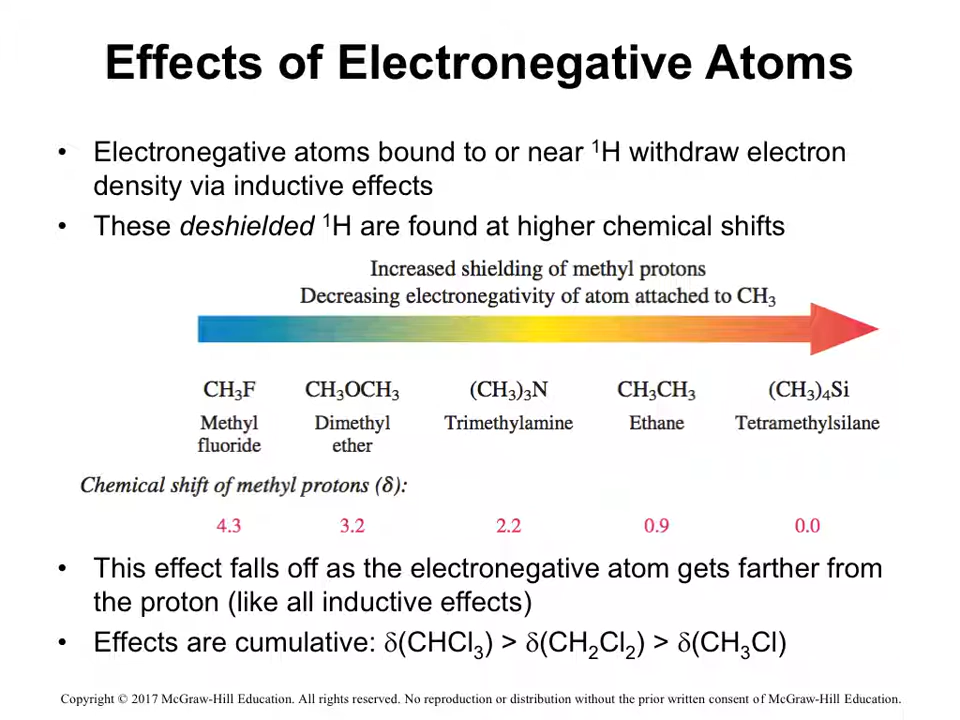 Effects of Electronegative Atoms
• Electronegative atoms bound to or near ¹H withdraw electron
density via inductive effects
• These deshielded ¹H are found at higher chemical shifts
Increased shielding of methyl protons
Decreasing electronegativity of atom attached to CH₃
CH₃F CH₃OCH₃ (CH₃)₃N CH₃CH₃ (CH₃)₄Si
Methyl Dimethyl Trimethylamine Ethane Tetramethylsilane
fluoride ether
Chemical shift of methyl protons (δ):
4.3 3.2 2.2 0.9 0.0
• This effect falls off as the electronegative atom gets farther from
the proton (like all inductive effects)
• Effects are cumulative: δ(CHCl₃) > δ(CH₂Cl₂) > δ(CH₃Cl)
Copyright © 2017 McGraw-Hill Education. All rights reserved. No reproduction or distribution without the prior written consent of McGraw-Hill Education.